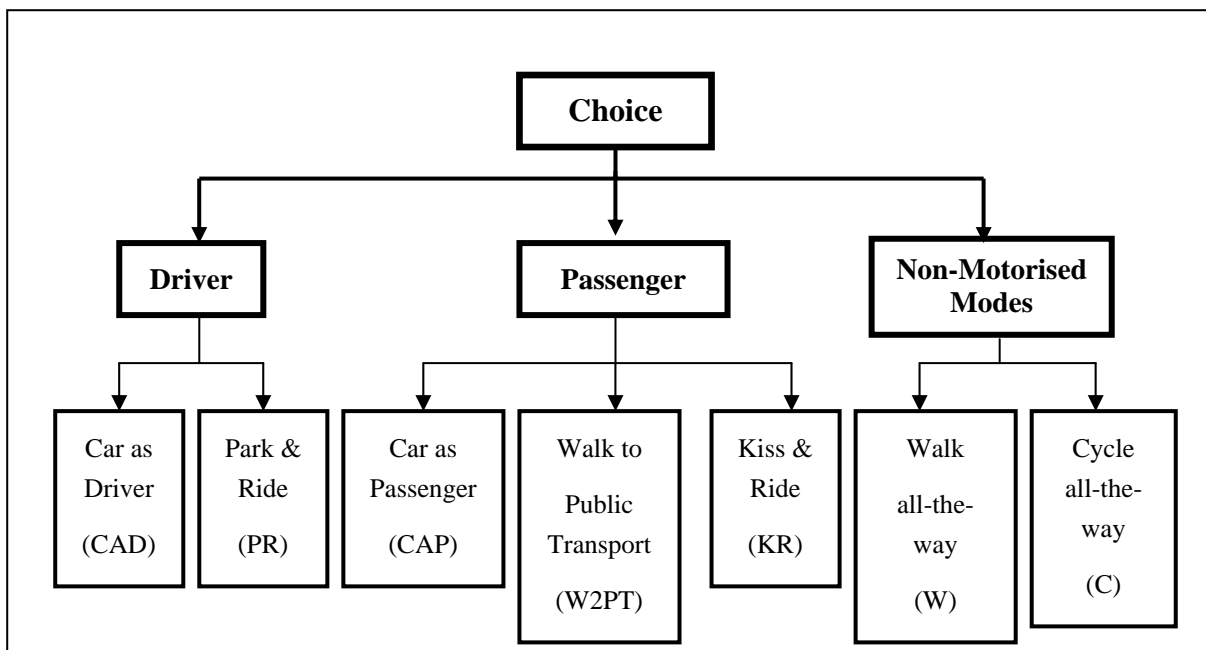 Choice
Driver
Passenger
Non-Motorised
Modes
Car as
Driver
(CAD)
Park &
Ride
(PR)
Car as
Passenger
(CAP)
Walk to
Public
Transport
(W2PT)
Kiss &
Ride
(KR)
Walk
all-the-
way
(W)
Cycle
all-the-
way
(C)